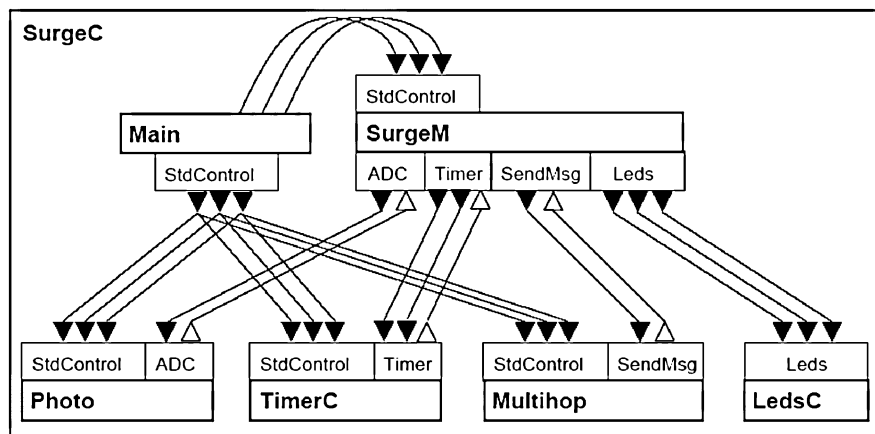 SurgeC
StdControl
Main
SurgeM
StdControl
ADC Timer SendMsg Leds
StdControl ADC StdControl Timer StdControl SendMsg Leds
Photo TimerC Multihop LedsC